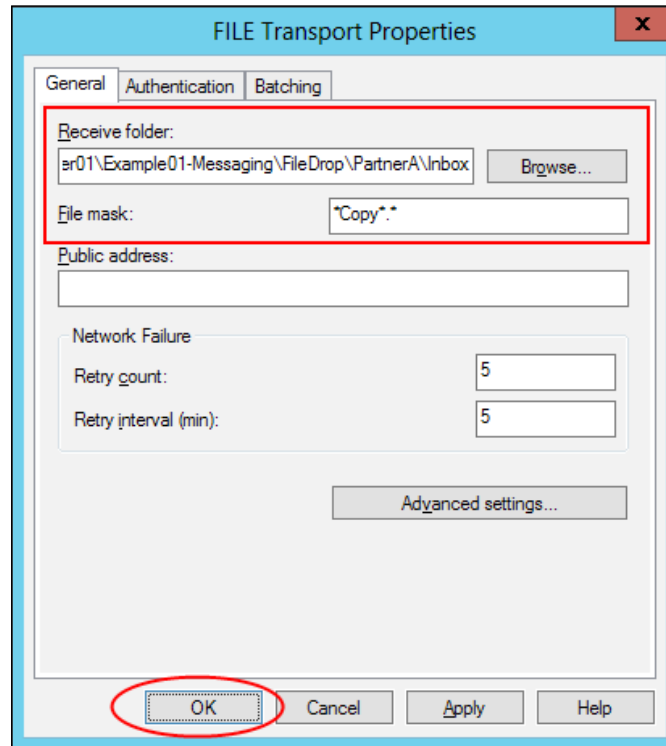 FILE Transport Properties
x
General Authentication Batching
Receive folder:
er01\Example01-Messaging\FileDrop\PartnerA\Inbox Browse...
File mask: *Copy*.*
Public address:
Network Failure
Retry count: 5
Retry interval (min): 5
Advanced settings...
OK Cancel Apply Help